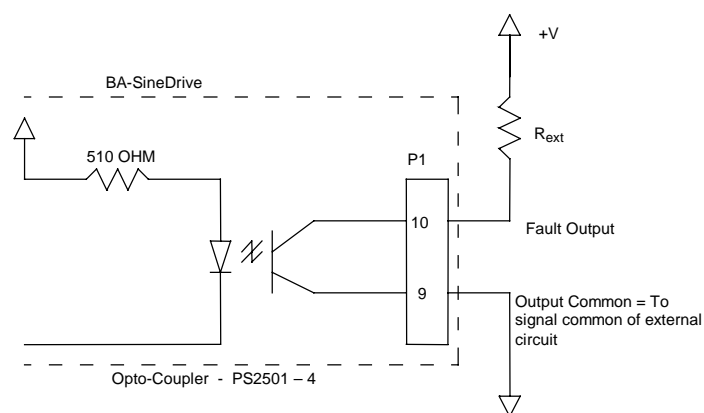 +V
BA-SineDrive
Rext
510 OHM
P1
10
Fault Output
9
Output Common = To
signal common of external
circuit
Opto-Coupler - PS2501 – 4